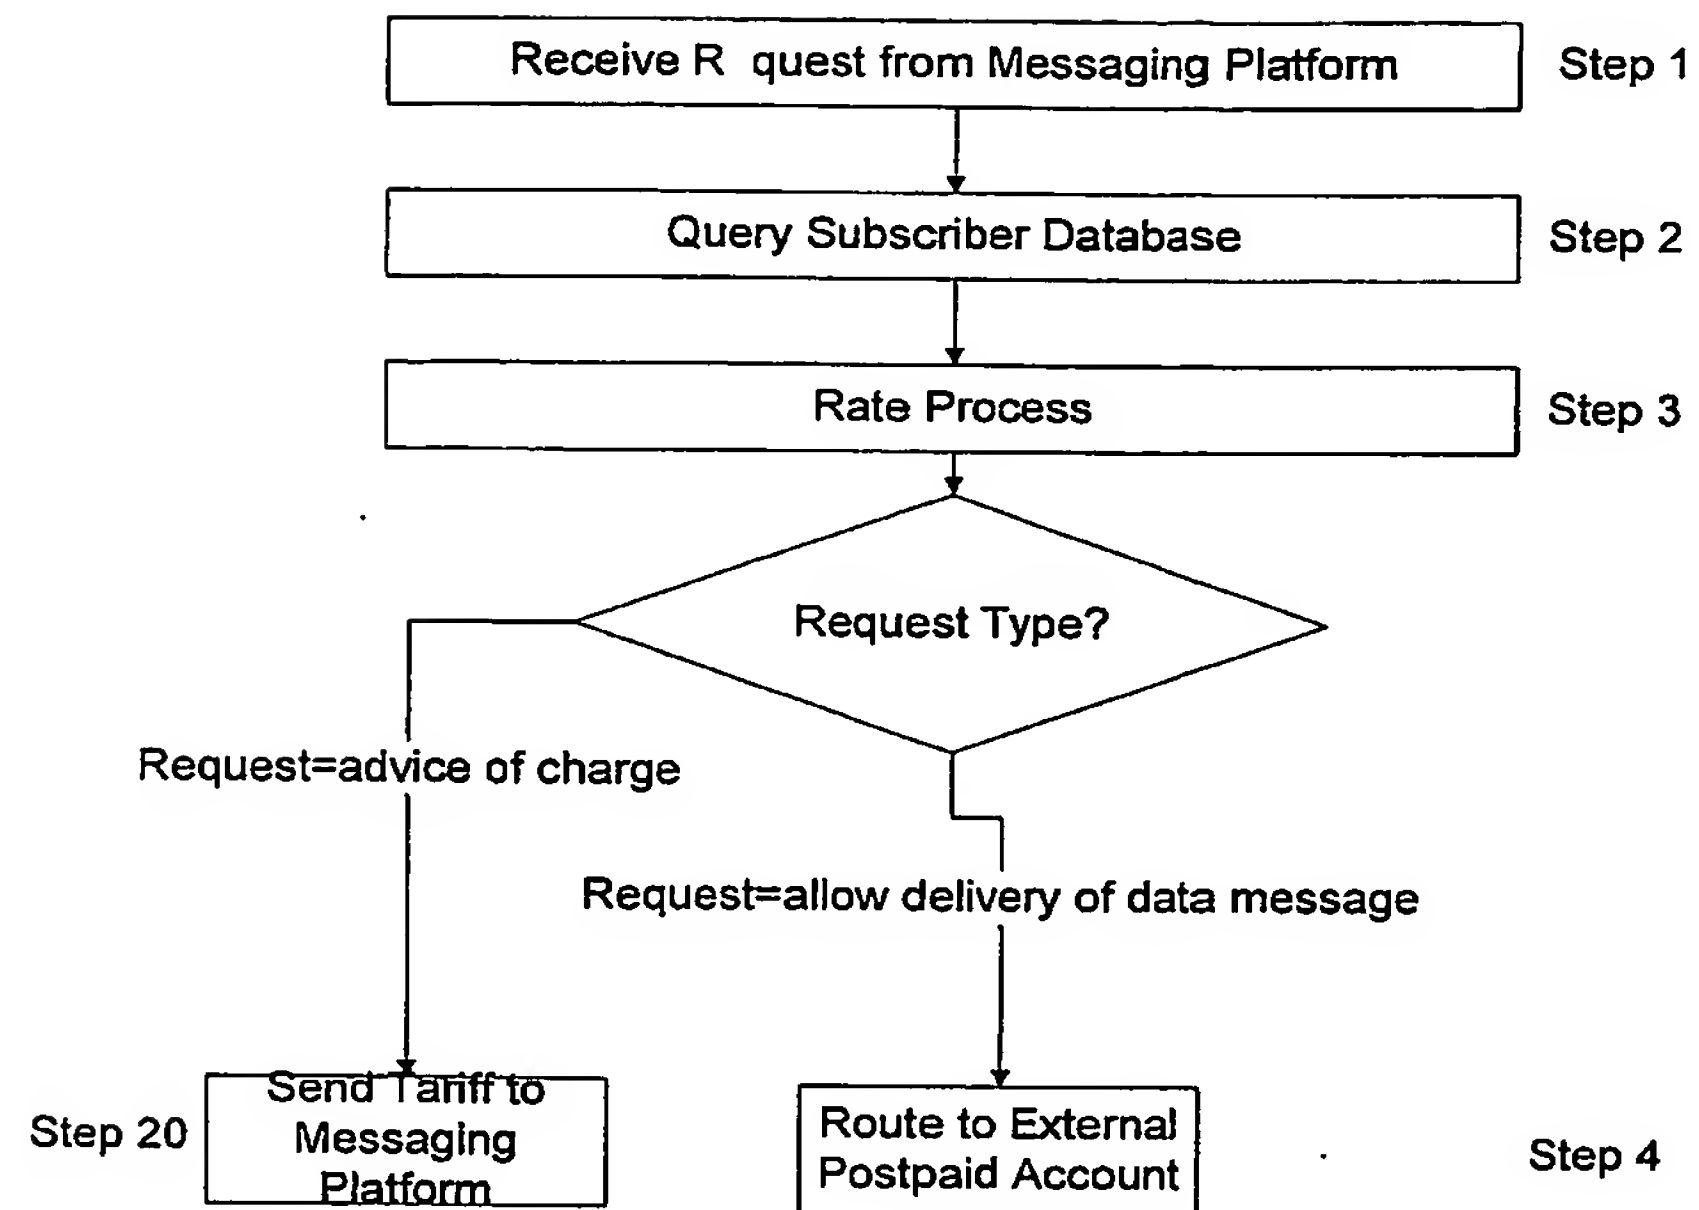 Receive R quest from Messaging Platform
Step 1
Query Subscriber Database
Step 2
Rate Process
Step 3
Request Type?
Request=advice of charge
Request=allow delivery of data message
Step 20
Send Tariff to
Messaging
Platform
Route to External
Postpaid Account
Step 4